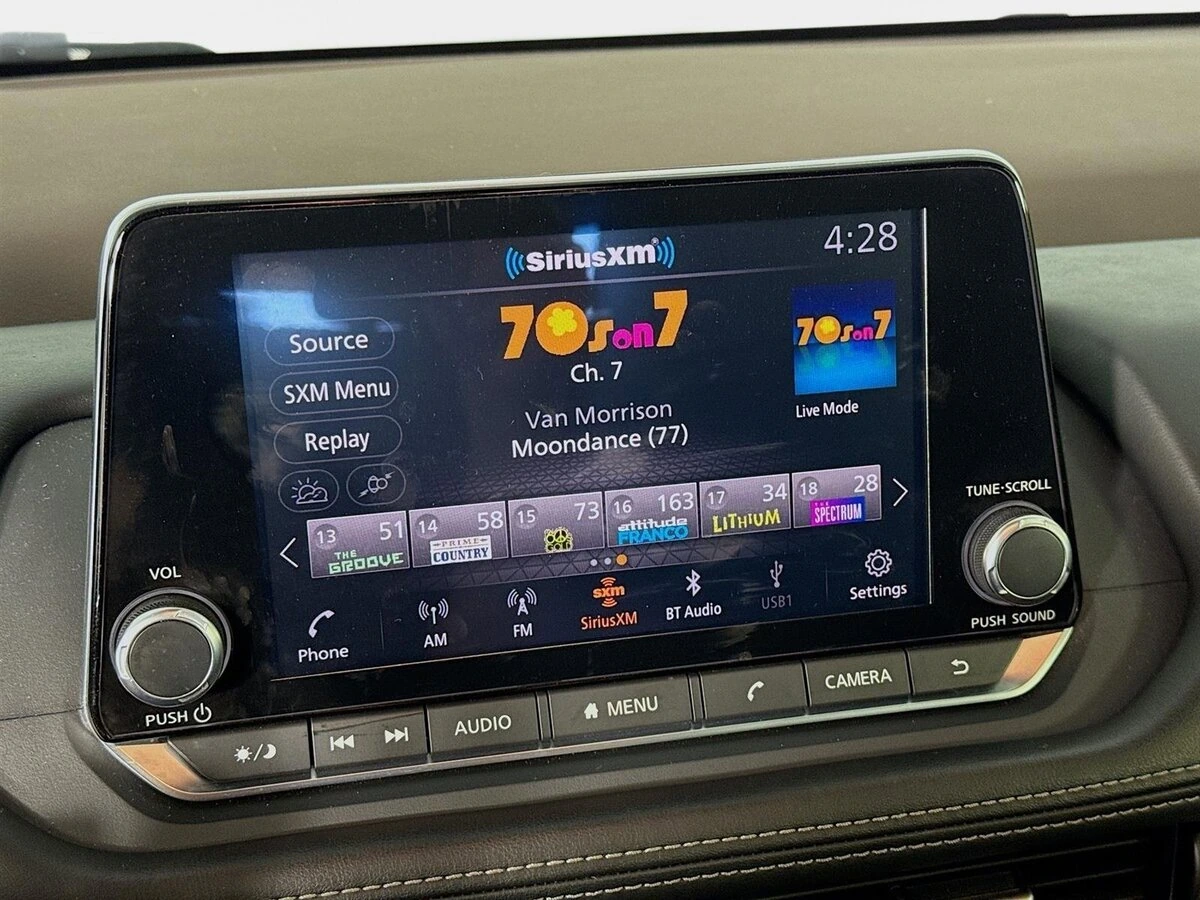 SiriusXM
4:28
70s on 7
Ch. 7
Van Morrison
Moondance (77)
70s on 7
Live Mode
Source
SXM Menu
Replay
13 51
THE GROOVE
14 58
PRIME COUNTRY
15 73
16 163
attitude FRANCO
17 34
LITHIUM
18 28
THE SPECTRUM
Phone
AM
FM
sxm
SiriusXM
BT Audio
USB1
Settings
VOL
PUSH
TUNE·SCROLL
PUSH SOUND
AUDIO
MENU
CAMERA